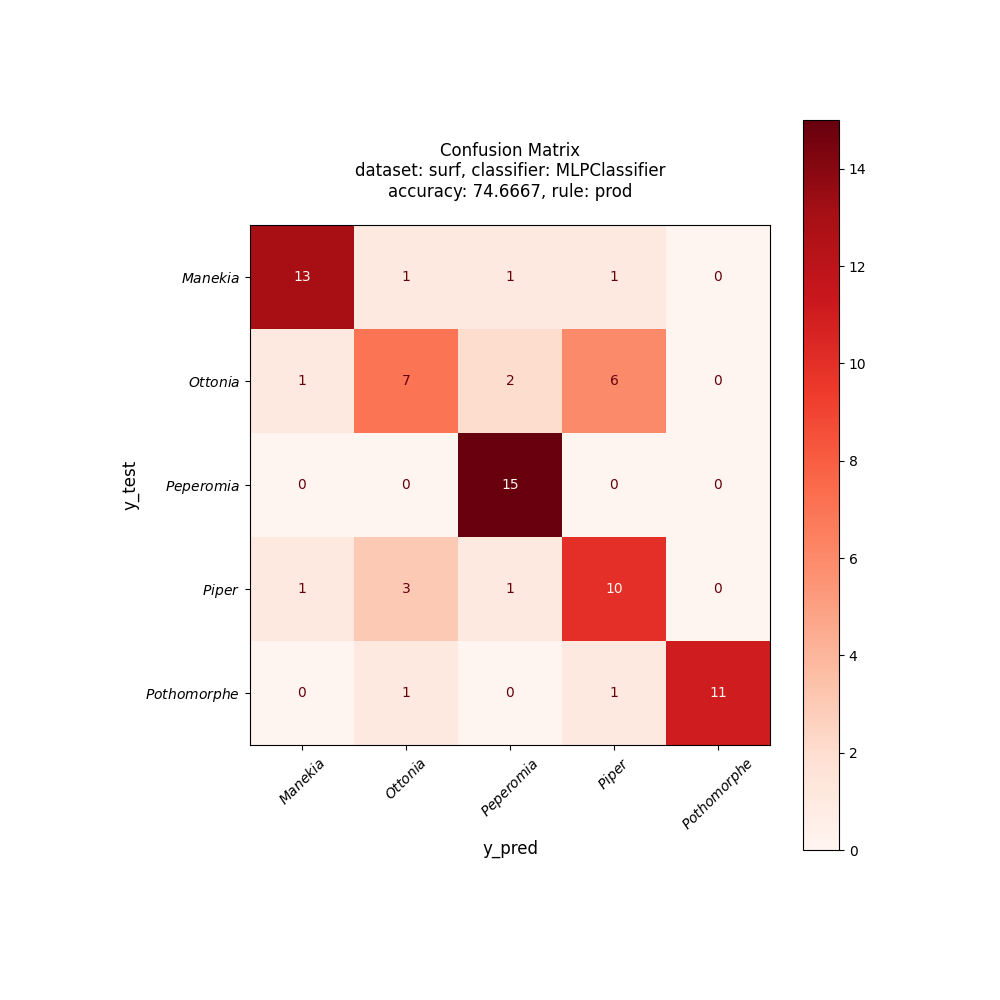 Confusion Matrix
dataset: surf, classifier: MLPClassifier
accuracy: 74.6667, rule: prod
y_test
Manekia 13 1 1 1 0
Ottonia 1 7 2 6 0
Peperomia 0 0 15 0 0
Piper 1 3 1 10 0
Pothomorphe 0 1 0 1 11
Manekia Ottonia Peperomia Piper Pothomorphe
y_pred
14
12
10
8
6
4
2
0